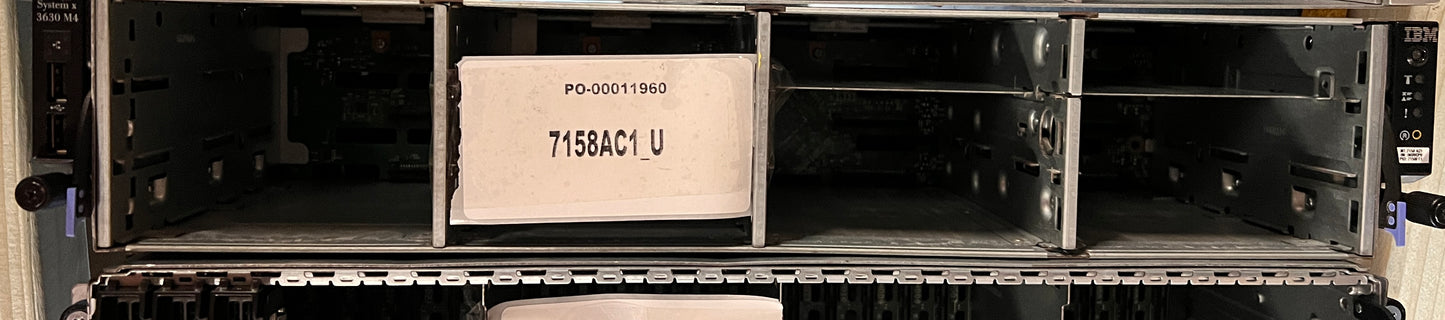 System x
3630 M4
PO-00011960
7158AC1_U
IBM